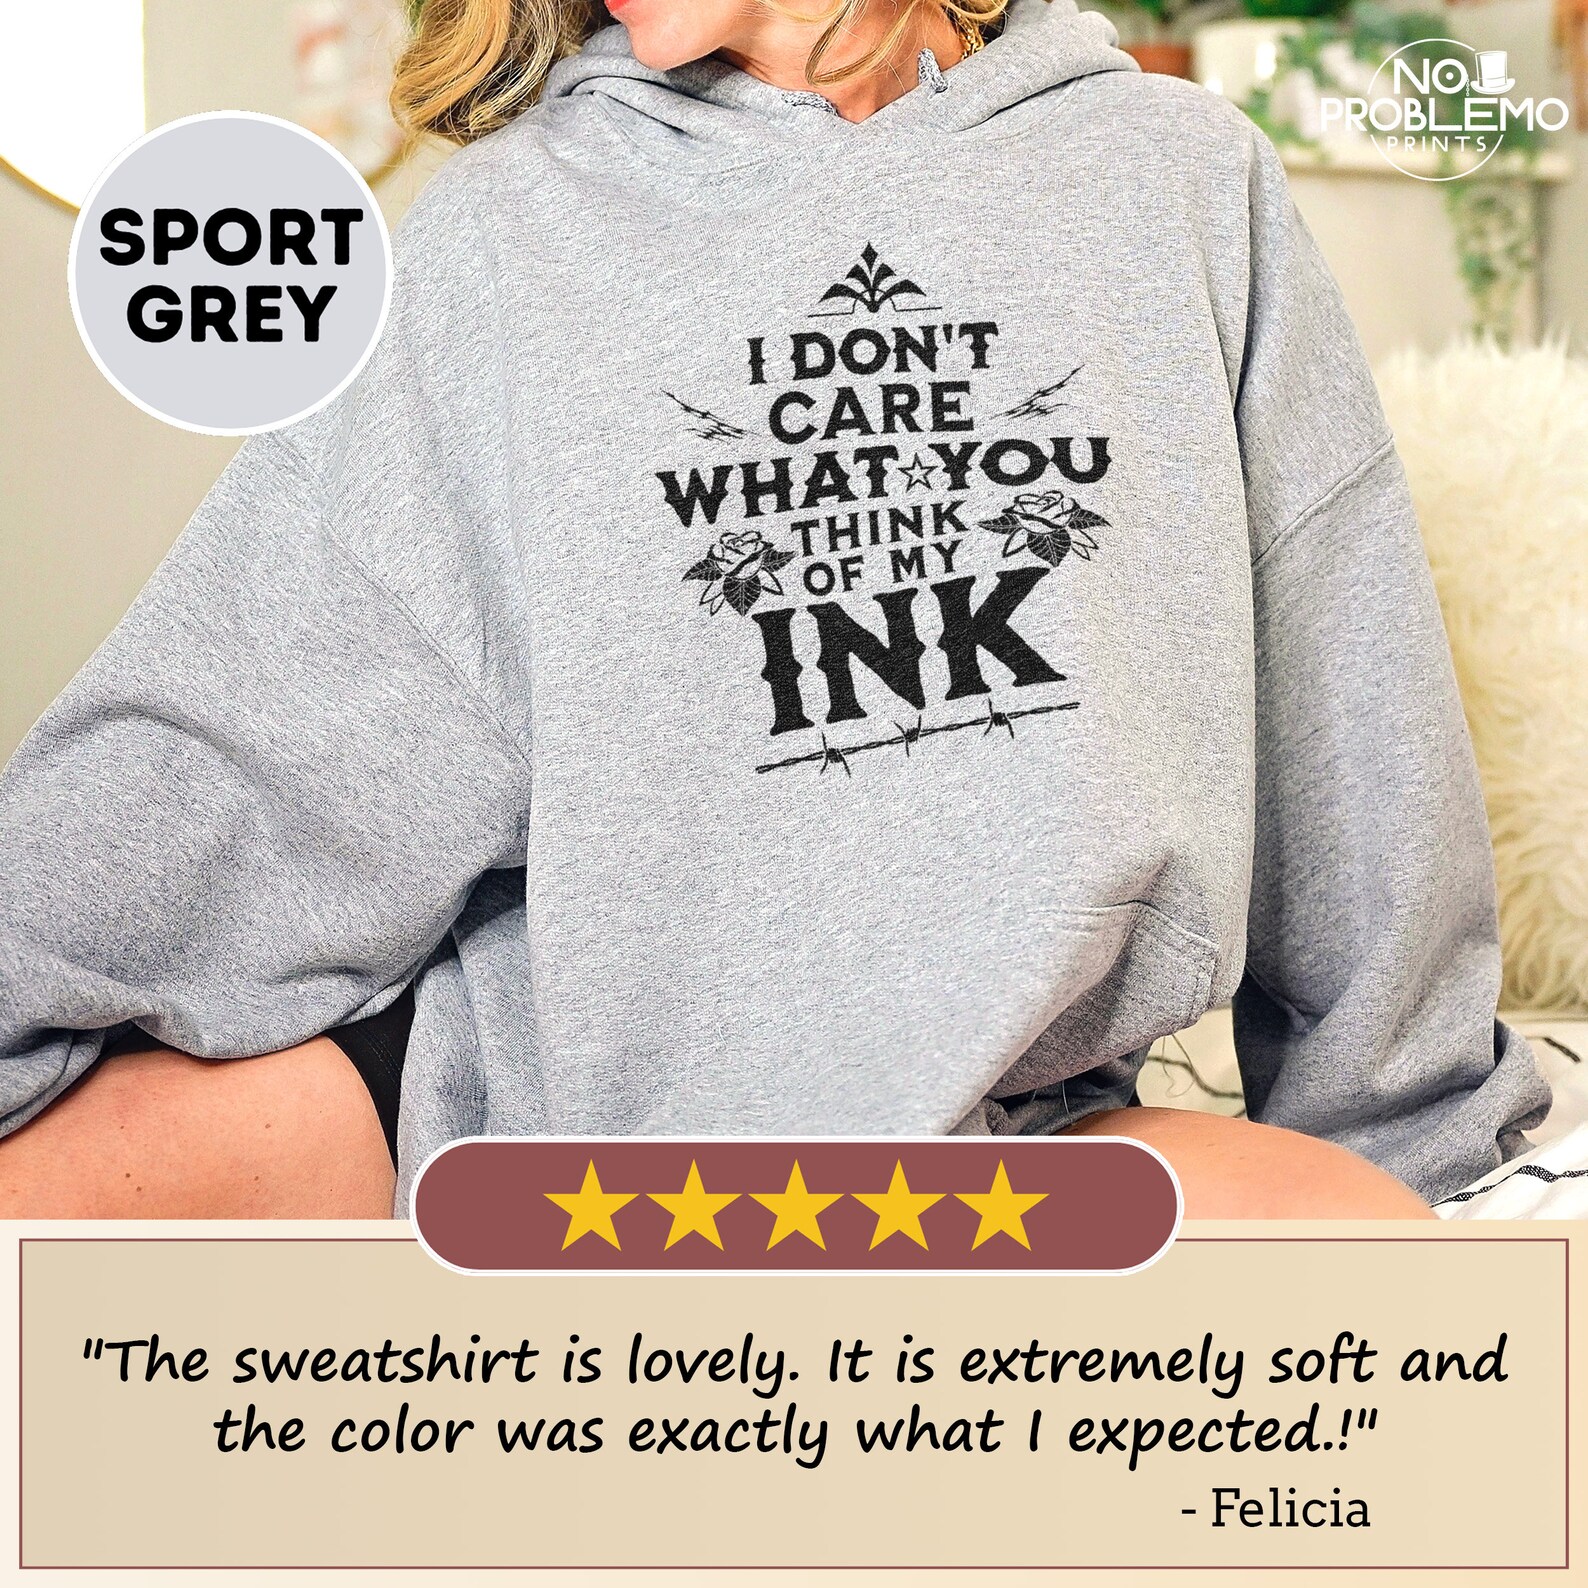 NO
PROBLEMO
PRINTS
SPORT
GREY
I DON'T
CARE
WHAT YOU
THINK
OF MY
INK
"The sweatshirt is lovely. It is extremely soft and
the color was exactly what I expected.!"
- Felicia